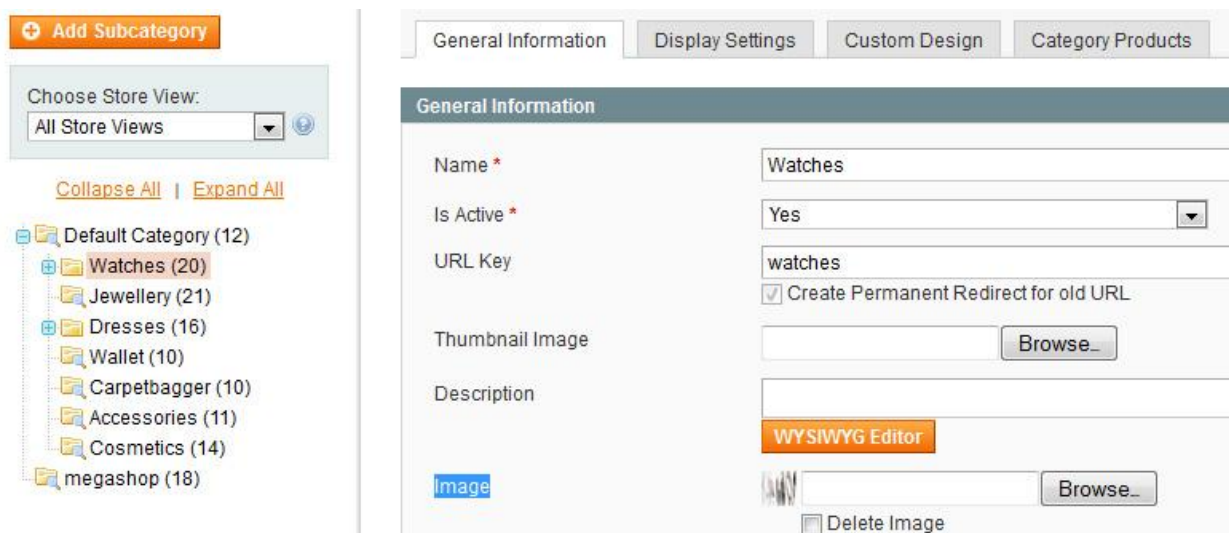 Add Subcategory
Choose Store View:
All Store Views
Collapse All | Expand All
Default Category (12)
Watches (20)
Jewellery (21)
Dresses (16)
Wallet (10)
Carpetbagger (10)
Accessories (11)
Cosmetics (14)
megashop (18)
General Information
Display Settings
Custom Design
Category Products
General Information
Name *
Watches
Is Active *
Yes
URL Key
watches
Create Permanent Redirect for old URL
Thumbnail Image
Browse_
Description
WYSIWYG Editor
Image
Browse_
Delete Image